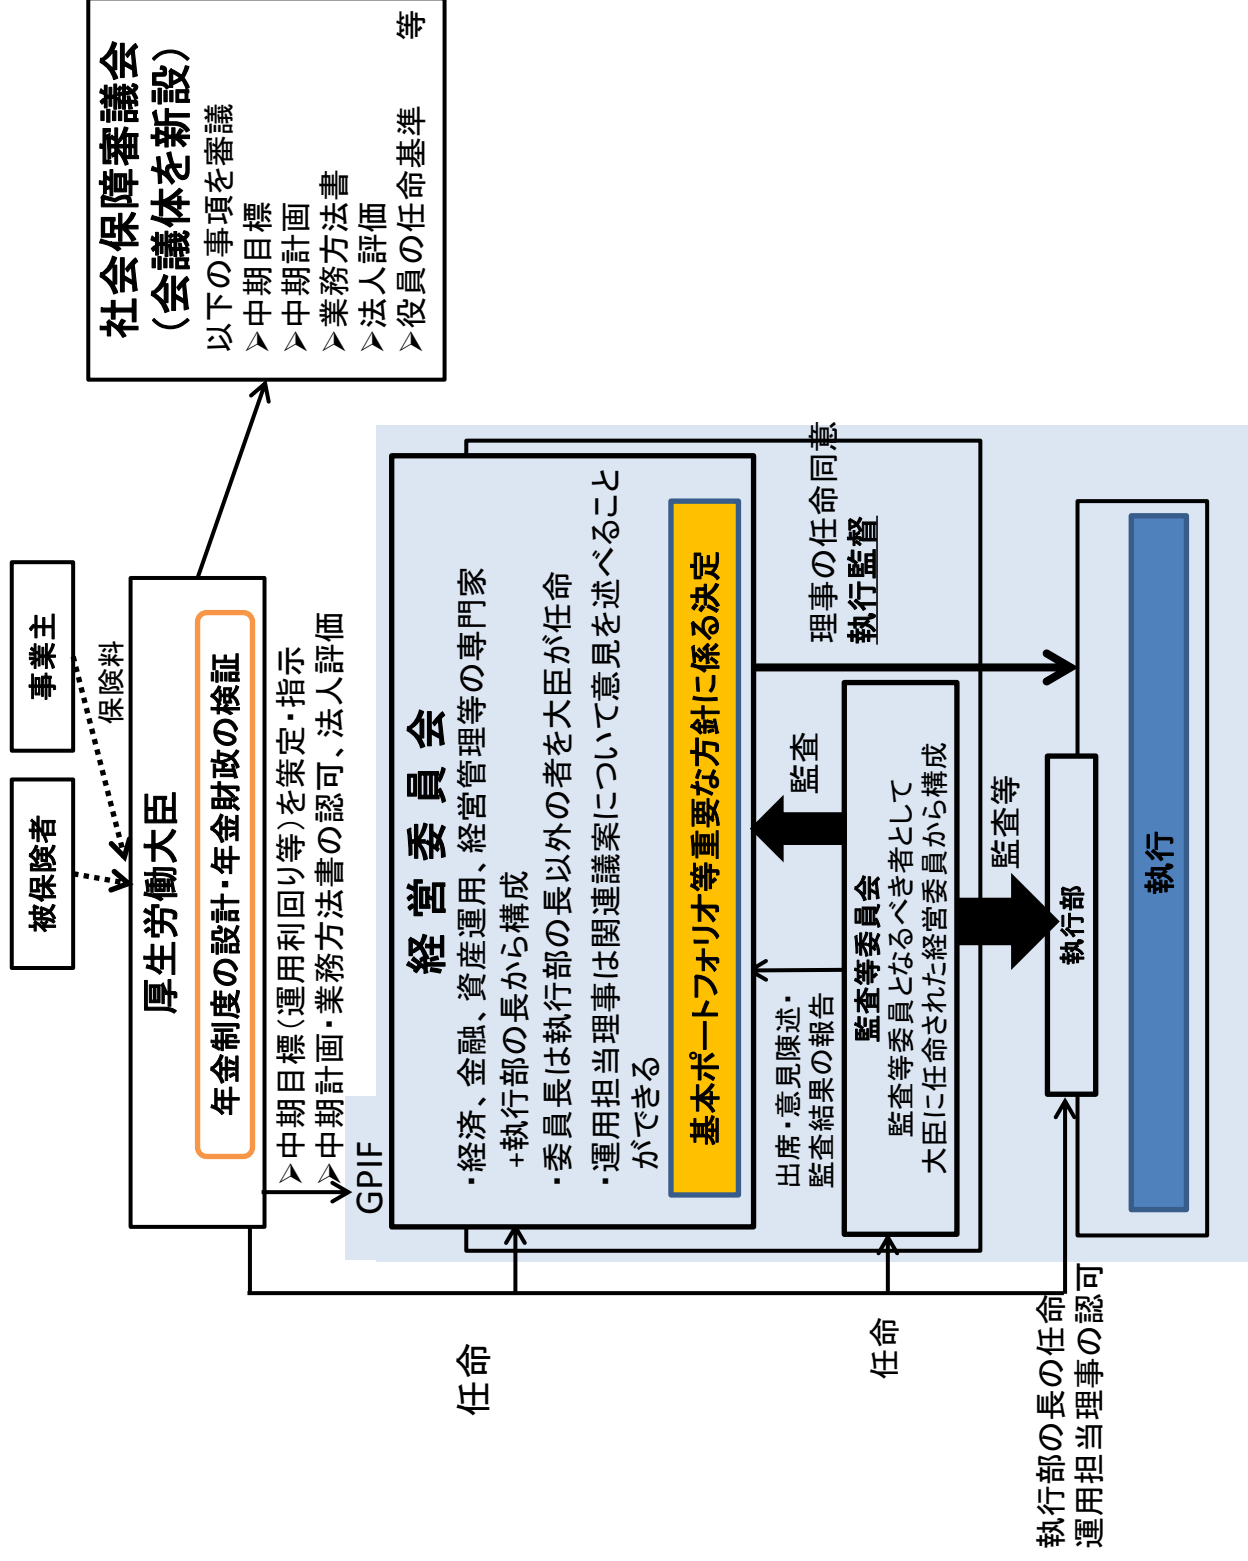 被保険者
事業主
保険料
厚生労働大臣
年金制度の設計・年金財政の検証
➢中期目標(運用利回り等)を策定・指示
➢中期計画・業務方法書の認可、法人評価
社会保障審議会
(会議体を新設)
以下の事項を審議
➢中期目標
➢中期計画
➢業務方法書
➢法人評価
➢役員の任命基準　等
GPIF
経営委員会
・経済、金融、資産運用、経営管理等の専門家
+執行部の長から構成
・委員長は執行部の長以外の者を大臣が任命
・運用担当理事は関連議案について意見を述べること
ができる
基本ポートフォリオ等重要な方針に係る決定
任命
出席・意見陳述・
監査結果の報告
監査
理事の任命同意
執行監督
監査等委員会
監査等委員となるべき者として
大臣に任命された経営委員から構成
任命
監査等
執行部の長の任命
運用担当理事の認可
執行部
執行